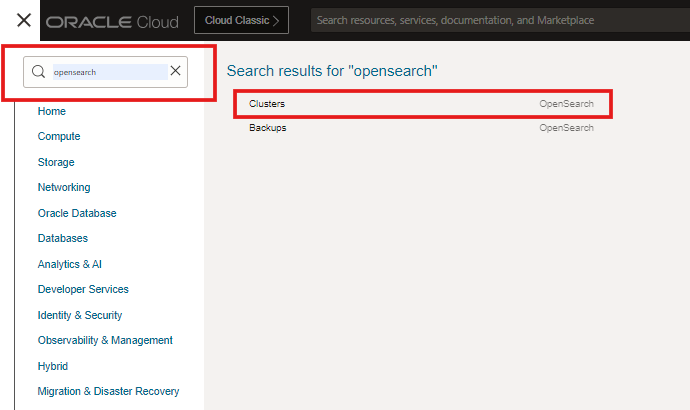 ORACLE Cloud
Cloud Classic >
Search resources, services, documentation, and Marketplace
opensearch
Home
Compute
Storage
Networking
Oracle Database
Databases
Analytics & AI
Developer Services
Identity & Security
Observability & Management
Hybrid
Migration & Disaster Recovery
Search results for "opensearch"
Clusters OpenSearch
Backups OpenSearch